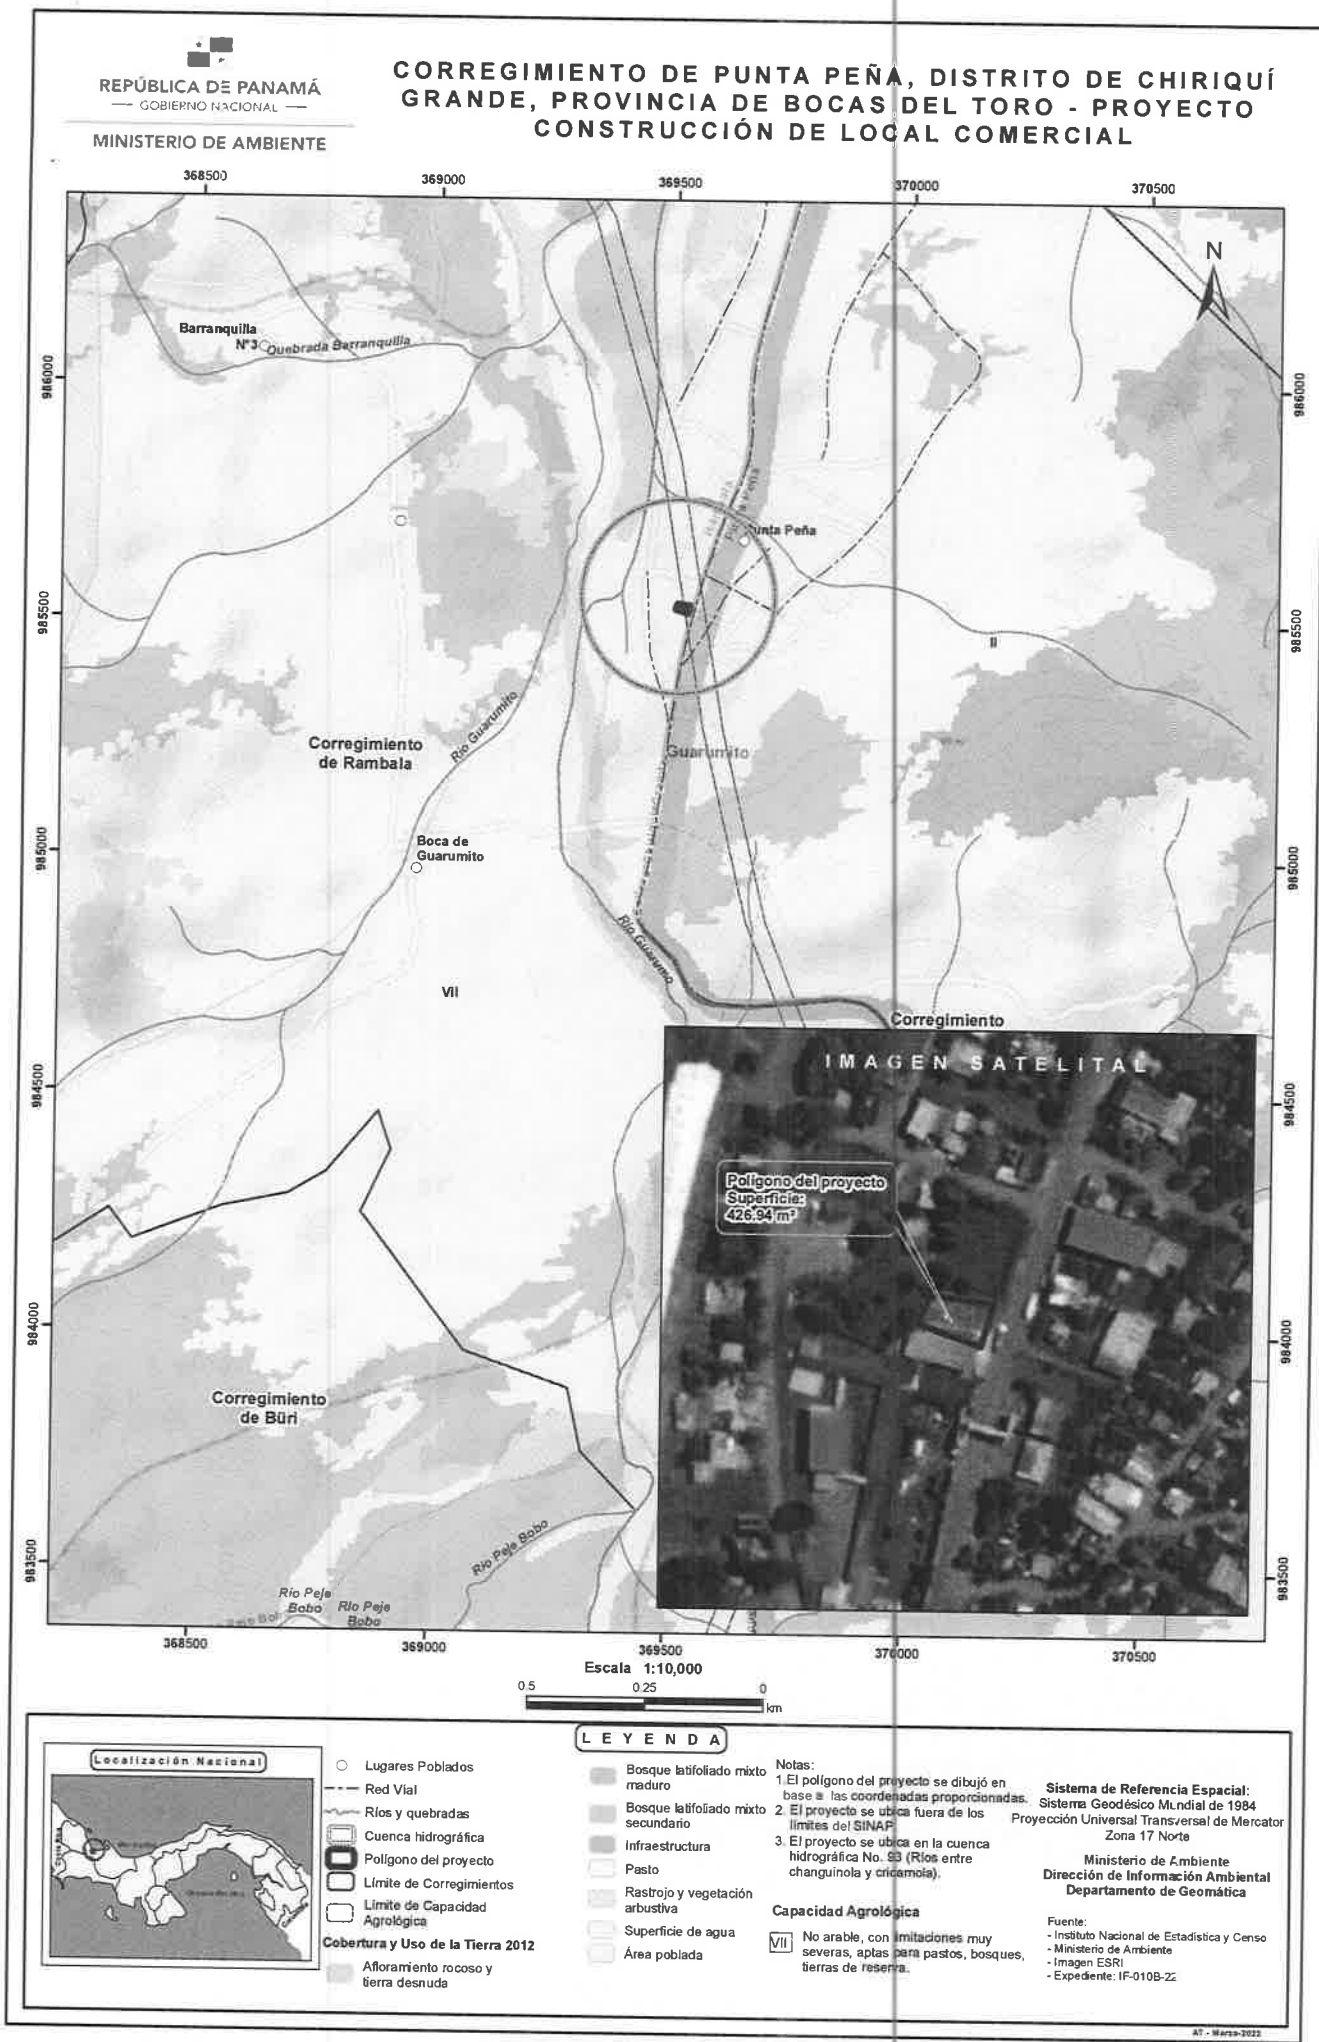 REPÚBLICA DE PANAMÁ
— GOBIERNO NACIONAL —
MINISTERIO DE AMBIENTE
CORREGIMIENTO DE PUNTA PEÑA, DISTRITO DE CHIRIQUÍ
GRANDE, PROVINCIA DE BOCAS DEL TORO - PROYECTO
CONSTRUCCIÓN DE LOCAL COMERCIAL
368500
369000
369500
370000
370500
N
Barranquilla
N°3
Quebrada Barranquilla
986000
986000
Punta Peña
985500
985500
II
Río Guarumito
Corregimiento
de Rambala
Guarumito
Boca de
Guarumito
985000
985000
Río Guarumo
VII
Corregimiento
984500
984500
IMAGEN SATELITAL
Polígono del proyecto
Superficie:
426.94 m²
984000
984000
Corregimiento
de Büri
983500
983500
Río Peje Bobo
Río Peje
Bobo
Río Peje
Bobo
368500
369000
369500
370000
370500
Escala 1:10,000
0.5
0.25
0
km
LEYENDA
Localización Nacional
Lugares Poblados
Red Vial
Ríos y quebradas
Cuenca hidrográfica
Polígono del proyecto
Límite de Corregimientos
Límite de Capacidad
Agrológica
Cobertura y Uso de la Tierra 2012
Afloramiento rocoso y
tierra desnuda
Bosque latifoliado mixto
maduro
Bosque latifoliado mixto
secundario
Infraestructura
Pasto
Rastrojo y vegetación
arbustiva
Superficie de agua
Área poblada
Notas:
1. El polígono del proyecto se dibujó en
base a las coordenadas proporcionadas.
2. El proyecto se ubica fuera de los
límites del SINAP
3. El proyecto se ubica en la cuenca
hidrográfica No. 93 (Ríos entre
changuinola y cricamola).
Capacidad Agrológica
VII
No arable, con limitaciones muy
severas, aptas para pastos, bosques,
tierras de reserva.
Sistema de Referencia Espacial:
Sistema Geodésico Mundial de 1984
Proyección Universal Transversal de Mercator
Zona 17 Norte
Ministerio de Ambiente
Dirección de Información Ambiental
Departamento de Geomática
Fuente:
- Instituto Nacional de Estadística y Censo
- Ministerio de Ambiente
- Imagen ESRI
- Expediente: IF-010B-22
AT - Marzo-2022